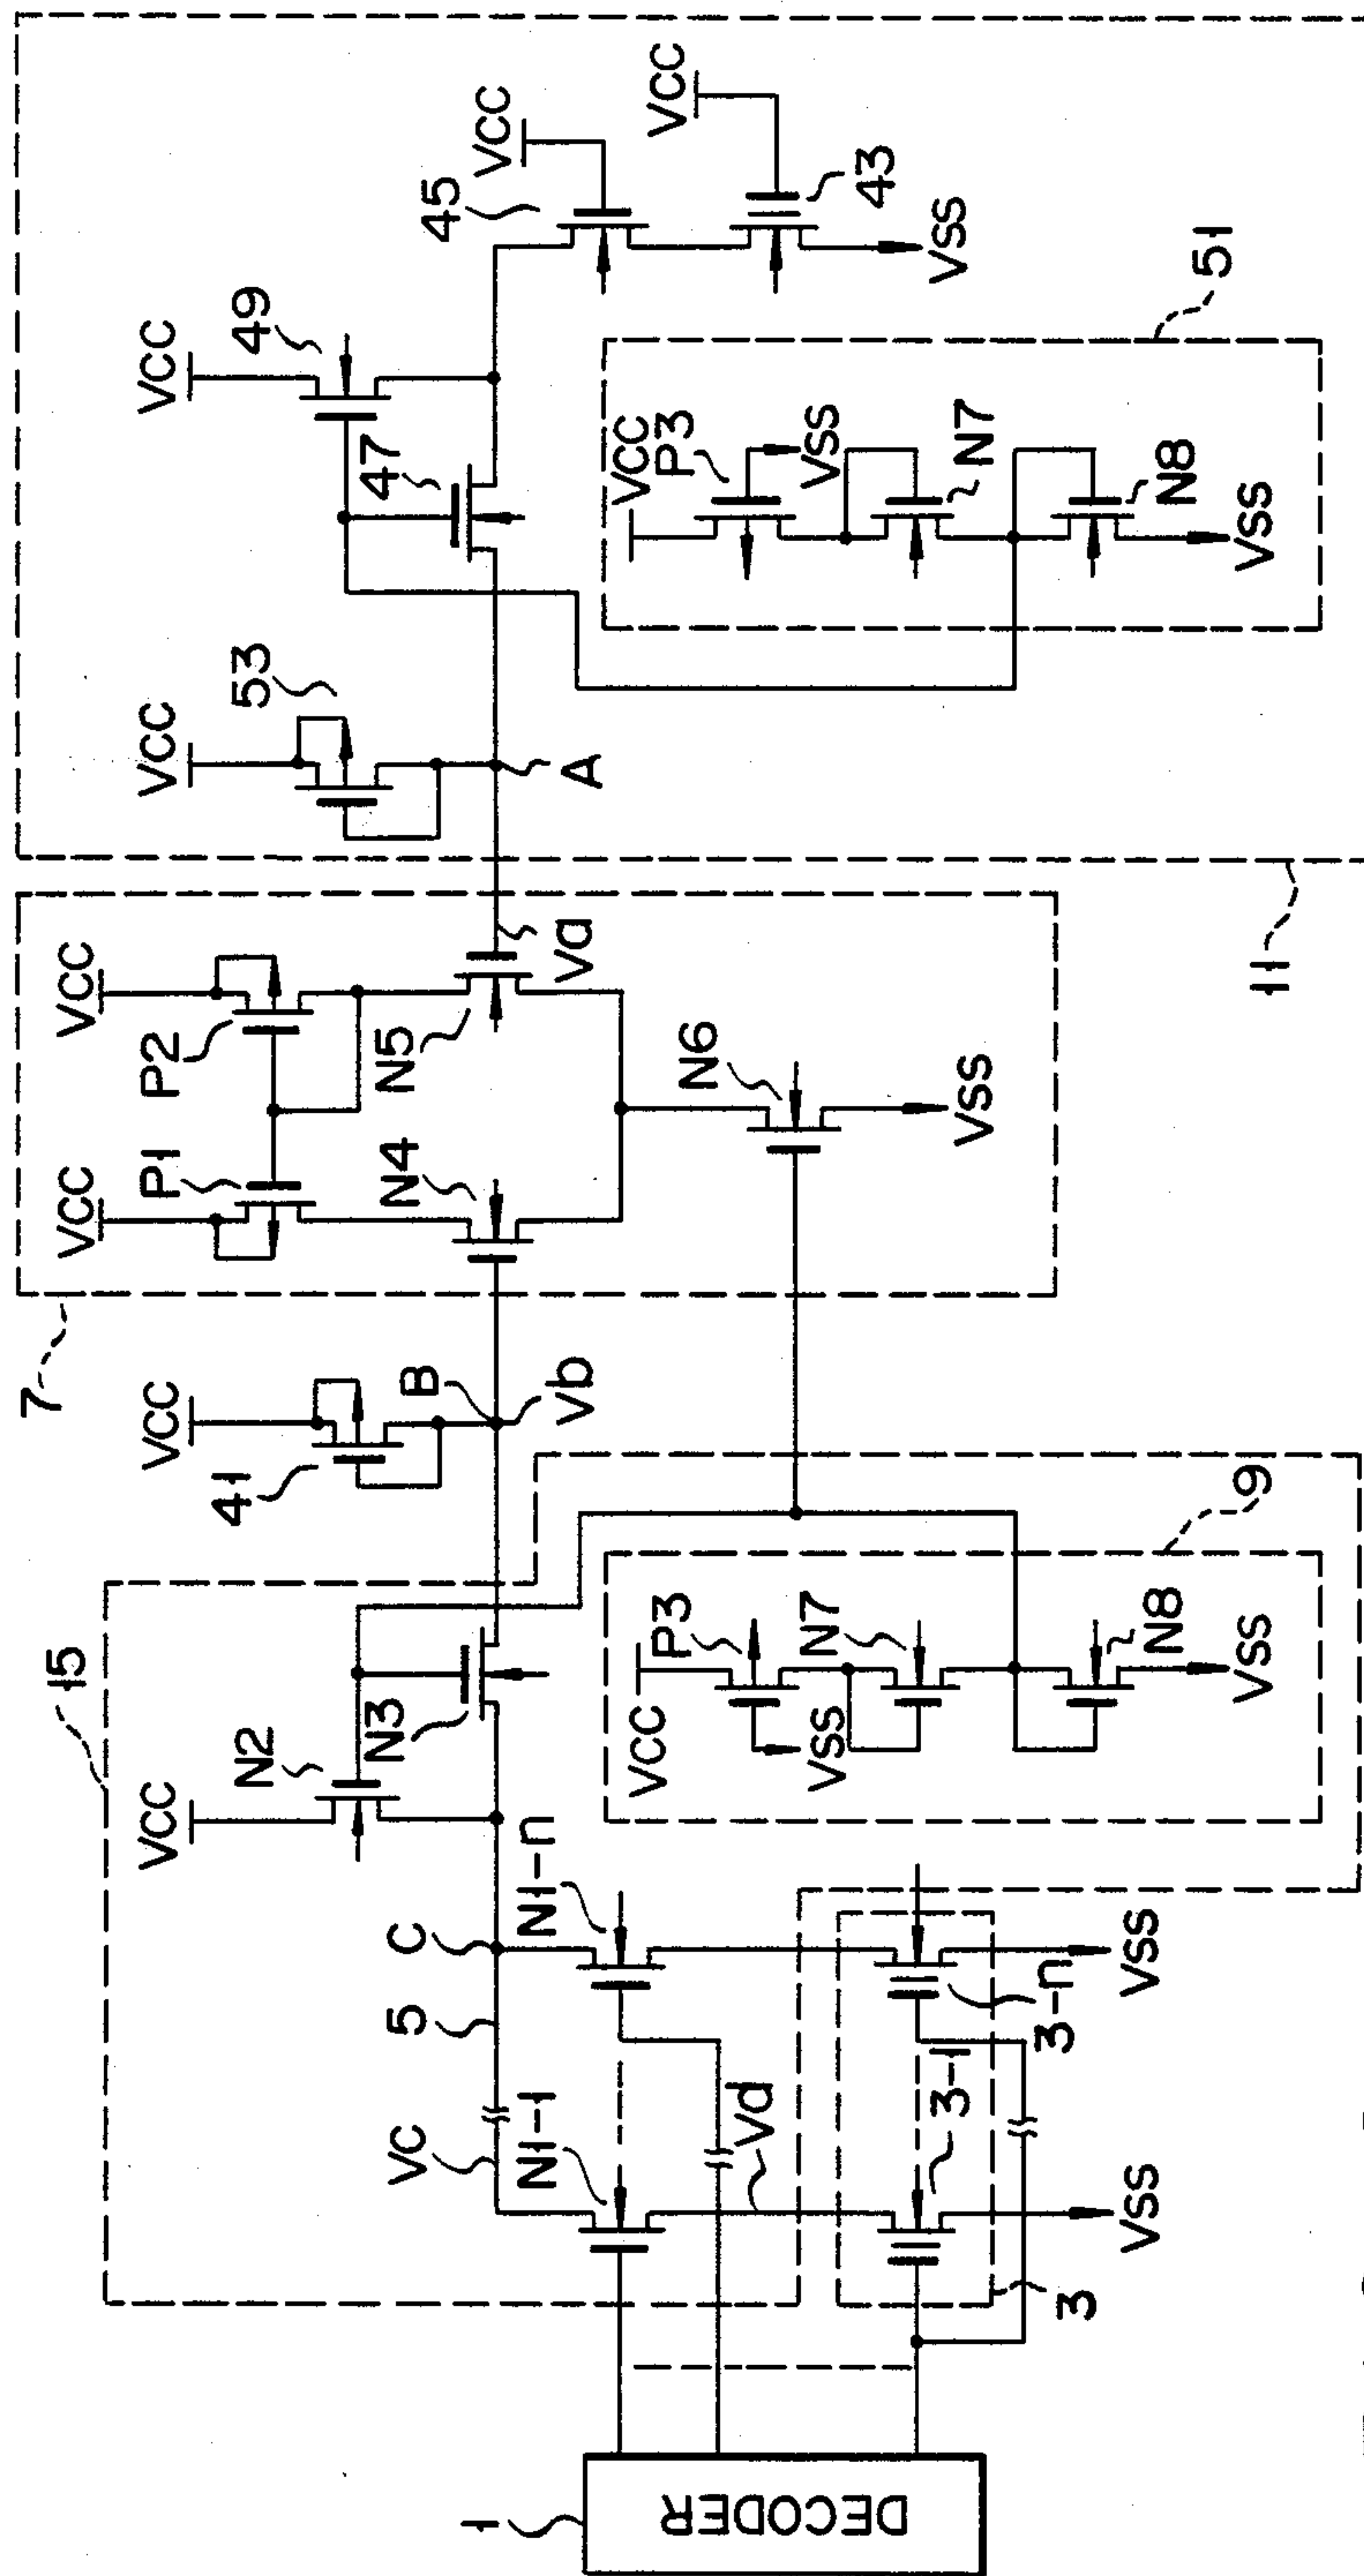 1
DECODER
15
VCC
N2
VC
5
C
N3
N1-1
N1-n
Vd
3
3-1
3-n
VSS
VSS
VCC
P3
VSS
N7
N8
VSS
9
VCC
41
B
Vb
7
VCC
P1
VCC
P2
N4
N5
Va
N6
VSS
11
VCC
53
A
VCC
49
47
45
VCC
VCC
43
VSS
51
VCC
P3
VSS
N7
N8
VSS